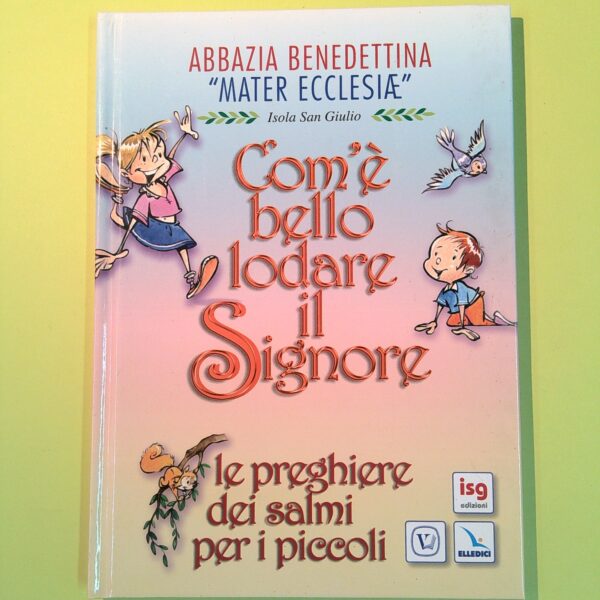 ABBAZIA BENEDETTINA
“MATER ECCLESIÆ”
Isola San Giulio
Com'è
bello
lodare
il
Signore
le preghiere
dei salmi
per i piccoli
isg
edizioni
V
ELLEDICI